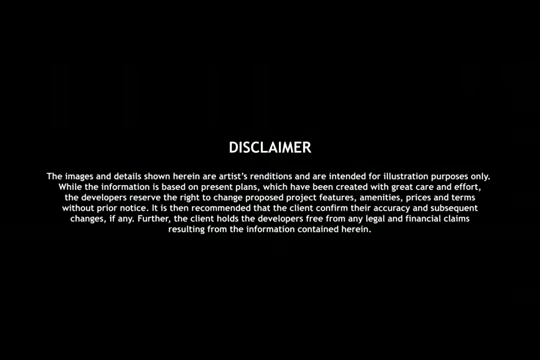 DISCLAIMER
The images and details shown herein are artist's renditions and are intended for illustration purposes only.
While the information is based on present plans, which have been created with great care and effort,
the developers reserve the right to change proposed project features, amenities, prices and terms
without prior notice. It is then recommended that the client confirm their accuracy and subsequent
changes, if any. Further, the client holds the developers free from any legal and financial claims
resulting from the information contained herein.